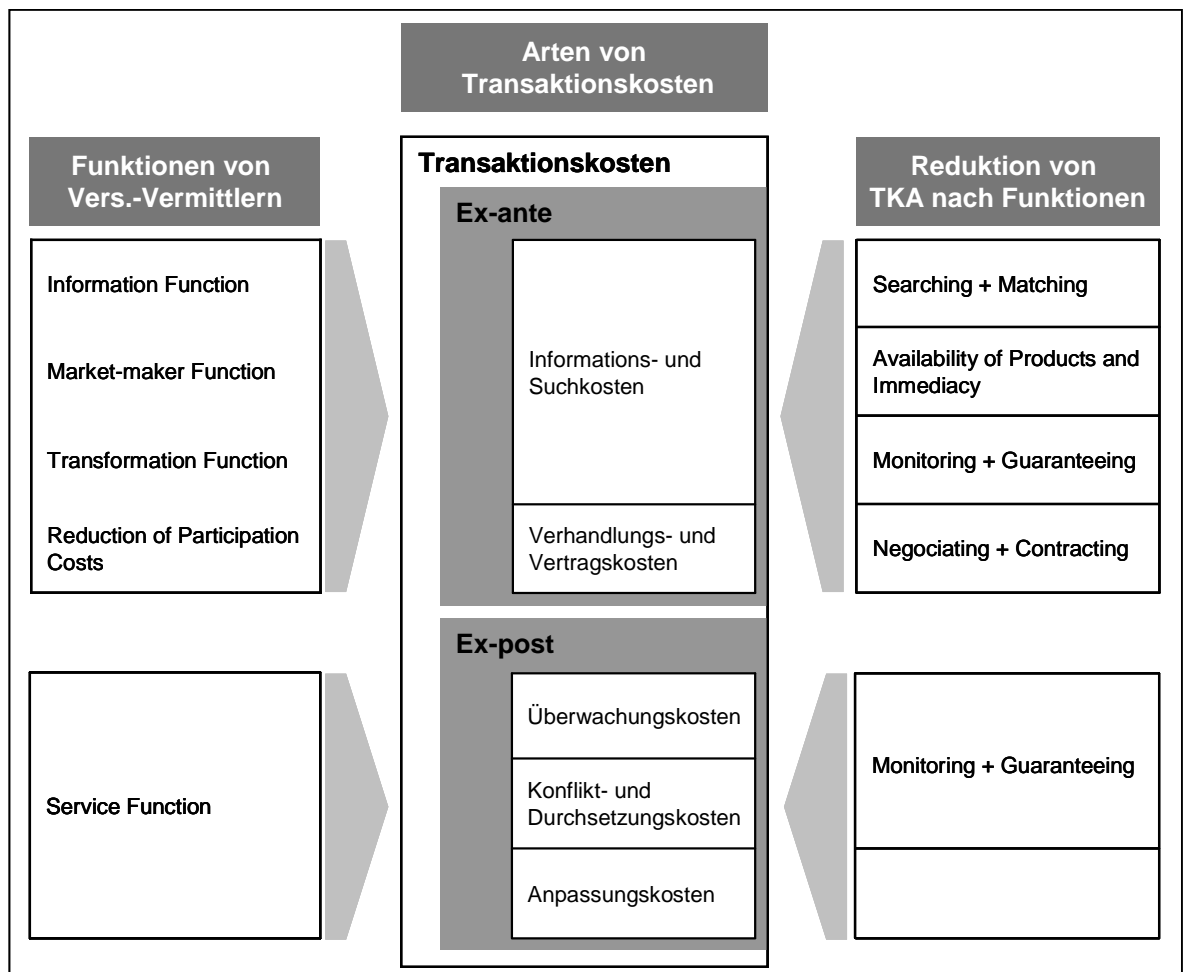 Arten von
Transaktionskosten
Funktionen von
Vers.-Vermittlern
Information Function
Market-maker Function
Transformation Function
Reduction of Participation
Costs
Service Function
Transaktionskosten
Ex-ante
Informations- und
Suchkosten
Verhandlungs- und
Vertragskosten
Ex-post
Überwachungskosten
Konflikt- und
Durchsetzungskosten
Anpassungskosten
Reduktion von
TKA nach Funktionen
Searching + Matching
Availability of Products and
Immediacy
Monitoring + Guaranteeing
Negociating + Contracting
Monitoring + Guaranteeing